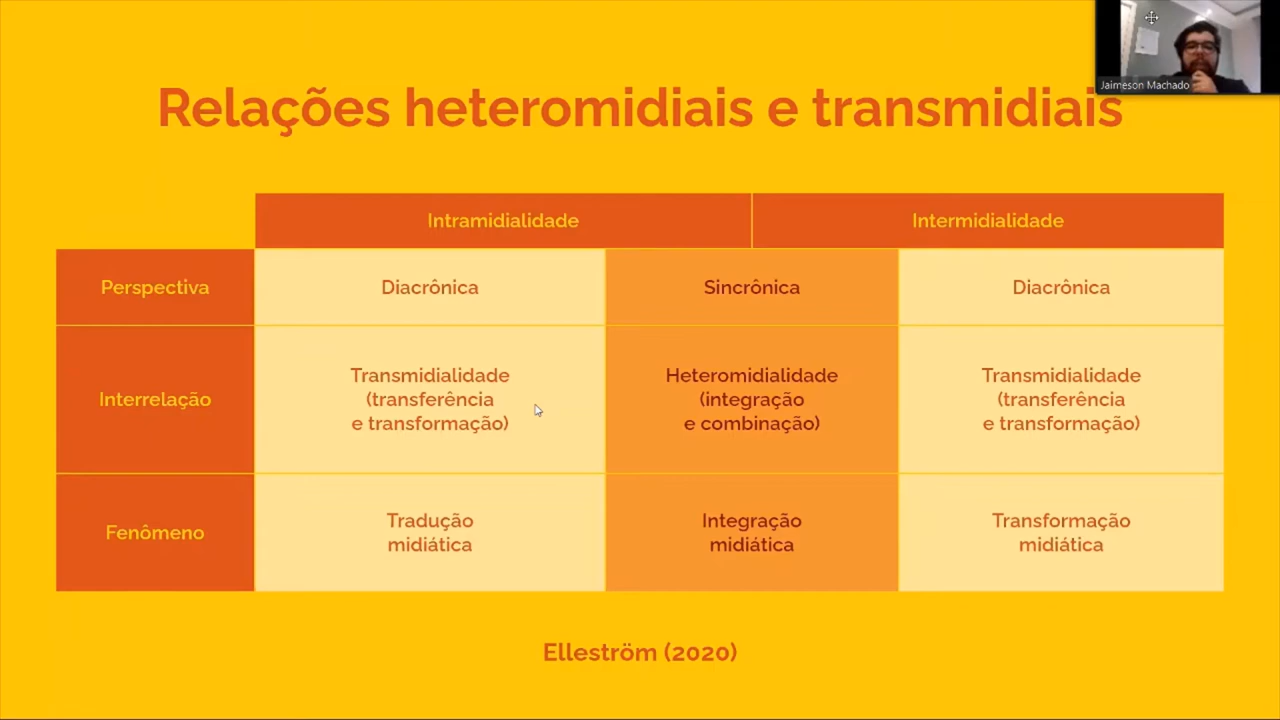 Jaimeson Machado
Relações heteromidiais e transmidiais
Intramidialidade
Intermidialidade
Perspectiva
Diacrônica
Sincrônica
Diacrônica
Interrelação
Transmidialidade
(transferência
e transformação)
Heteromidialidade
(integração
e combinação)
Transmidialidade
(transferência
e transformação)
Fenômeno
Tradução
midiática
Integração
midiática
Transformação
midiática
Elleström (2020)